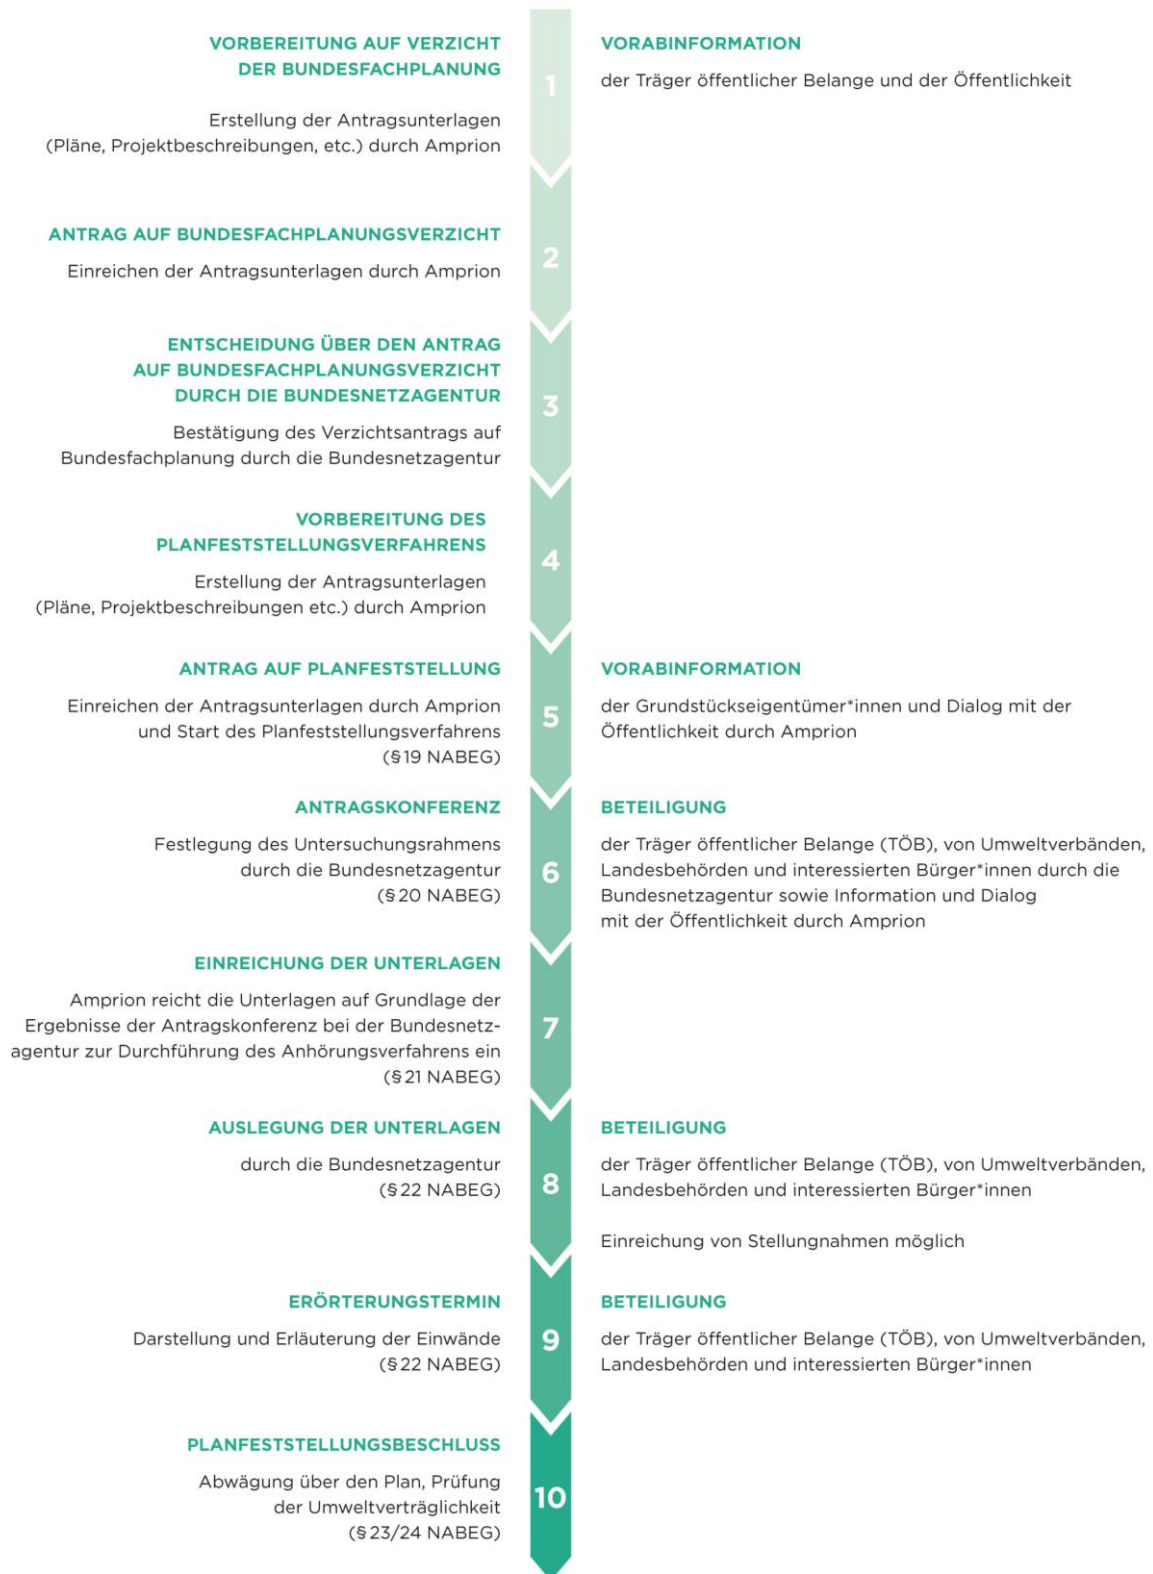 VORBEREITUNG AUF VERZICHT
DER BUNDESFACHPLANUNG
Erstellung der Antragsunterlagen
(Pläne, Projektbeschreibungen, etc.) durch Amprion
1
VORABINFORMATION
der Träger öffentlicher Belange und der Öffentlichkeit
ANTRAG AUF BUNDESFACHPLANUNGSVERZICHT
Einreichen der Antragsunterlagen durch Amprion
2
ENTSCHEIDUNG ÜBER DEN ANTRAG
AUF BUNDESFACHPLANUNGSVERZICHT
DURCH DIE BUNDESNETZAGENTUR
Bestätigung des Verzichtsantrags auf
Bundesfachplanung durch die Bundesnetzagentur
3
VORBEREITUNG DES
PLANFESTSTELLUNGSVERFAHRENS
Erstellung der Antragsunterlagen
(Pläne, Projektbeschreibungen etc.) durch Amprion
4
ANTRAG AUF PLANFESTSTELLUNG
Einreichen der Antragsunterlagen durch Amprion
und Start des Planfeststellungsverfahrens
(§ 19 NABEG)
5
VORABINFORMATION
der Grundstückseigentümer*innen und Dialog mit der
Öffentlichkeit durch Amprion
ANTRAGSKONFERENZ
Festlegung des Untersuchungsrahmens
durch die Bundesnetzagentur
(§ 20 NABEG)
6
BETEILIGUNG
der Träger öffentlicher Belange (TÖB), von Umweltverbänden,
Landesbehörden und interessierten Bürger*innen durch die
Bundesnetzagentur sowie Information und Dialog
mit der Öffentlichkeit durch Amprion
EINREICHUNG DER UNTERLAGEN
Amprion reicht die Unterlagen auf Grundlage der
Ergebnisse der Antragskonferenz bei der Bundesnetz-
agentur zur Durchführung des Anhörungsverfahrens ein
(§ 21 NABEG)
7
AUSLEGUNG DER UNTERLAGEN
durch die Bundesnetzagentur
(§ 22 NABEG)
8
BETEILIGUNG
der Träger öffentlicher Belange (TÖB), von Umweltverbänden,
Landesbehörden und interessierten Bürger*innen
Einreichung von Stellungnahmen möglich
ERÖRTERUNGSTERMIN
Darstellung und Erläuterung der Einwände
(§ 22 NABEG)
9
BETEILIGUNG
der Träger öffentlicher Belange (TÖB), von Umweltverbänden,
Landesbehörden und interessierten Bürger*innen
PLANFESTSTELLUNGSBESCHLUSS
Abwägung über den Plan, Prüfung
der Umweltverträglichkeit
(§ 23/24 NABEG)
10